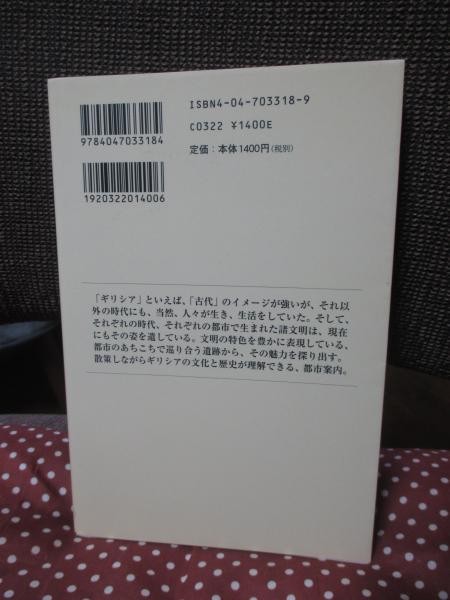 ISBN4-04-703318-9
C0322 ¥1400E
定価：本体1400円(税別)
9784047033184
1920322014006
「ギリシア」といえば、「古代」のイメージが強いが、それ以
外の時代にも、当然、人々が生き、生活をしていた。そして、
それぞれの時代、それぞれの都市で生まれた諸文明は、現在
にもその姿を遺している。文明の特色を豊かに表現している、
都市のあちこちで巡り合う遺跡から、その魅力を探り出す。
散策しながらギリシアの文化と歴史が理解できる、都市案内。